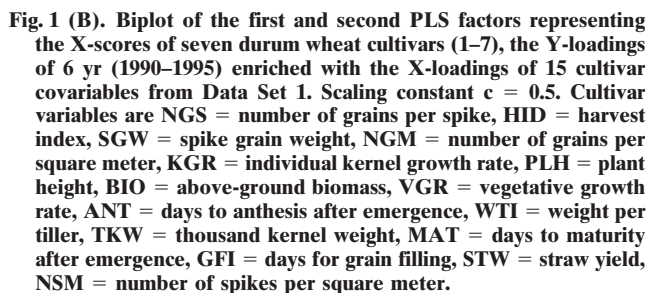 Fig. 1 (B). Biplot of the first and second PLS factors representing
the X-scores of seven durum wheat cultivars (1–7), the Y-loadings
of 6 yr (1990–1995) enriched with the X-loadings of 15 cultivar
covariables from Data Set 1. Scaling constant c = 0.5. Cultivar
variables are NGS = number of grains per spike, HID = harvest
index, SGW = spike grain weight, NGM = number of grains per
square meter, KGR = individual kernel growth rate, PLH = plant
height, BIO = above-ground biomass, VGR = vegetative growth
rate, ANT = days to anthesis after emergence, WTI = weight per
tiller, TKW = thousand kernel weight, MAT = days to maturity
after emergence, GFI = days for grain filling, STW = straw yield,
NSM = number of spikes per square meter.